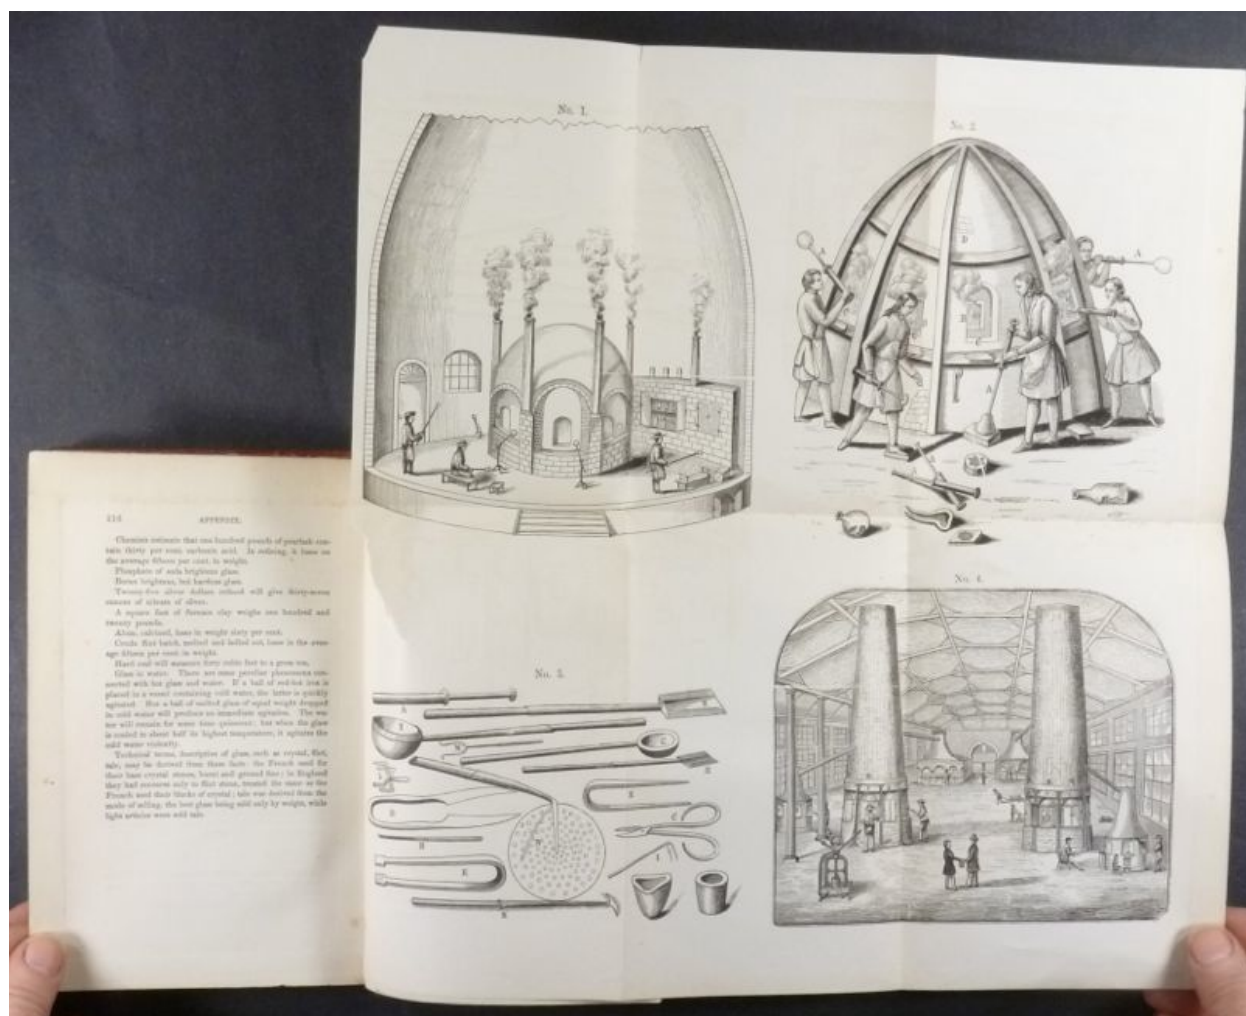 APPENDIX.
Chemists estimate that one hundred pounds of pearlash con-
tain thirty per cent. carbonic acid. In refining, it loses on
the average fifteen per cent. in weight.
Phosphate of soda brightens glass.
Borax brightens, but hardens glass.
Twenty-five silver dollars refined will give thirty-seven
ounces of nitrate of silver.
A square foot of furnace clay weighs one hundred and
twenty pounds.
Alum, calcined, loses in weight sixty per cent.
Crude flint batch, melted and ladled out, loses in the aver-
age fifteen per cent. in weight.
Hard coal will measure forty cubic feet to a gross ton.
Glass in water. There are some peculiar phenomena con-
nected with hot glass and water. If a ball of red-hot iron is
placed in a vessel containing cold water, the latter is quickly
agitated. But a ball of melted glass of equal weight dropped
in cold water will produce no immediate agitation. The wa-
ter will remain for some time quiescent; but when the glass
is cooled to about half its highest temperature, it agitates the
cold water violently.
Technical terms, descriptive of glass, such as crystal, flint,
tale, may be derived from these facts: the French used for
their best crystal stones, burnt and ground fine; in England
they had recourse only to flint stone, treated the same as the
French used their blocks of crystal; tale was derived from the
mode of selling, the best glass being sold only by weight, while
light articles were sold tale.
No. 1.
No. 2.
A
A
D
B
C
A
No. 3.
A
C
D
E
H
I
K
No. 4.